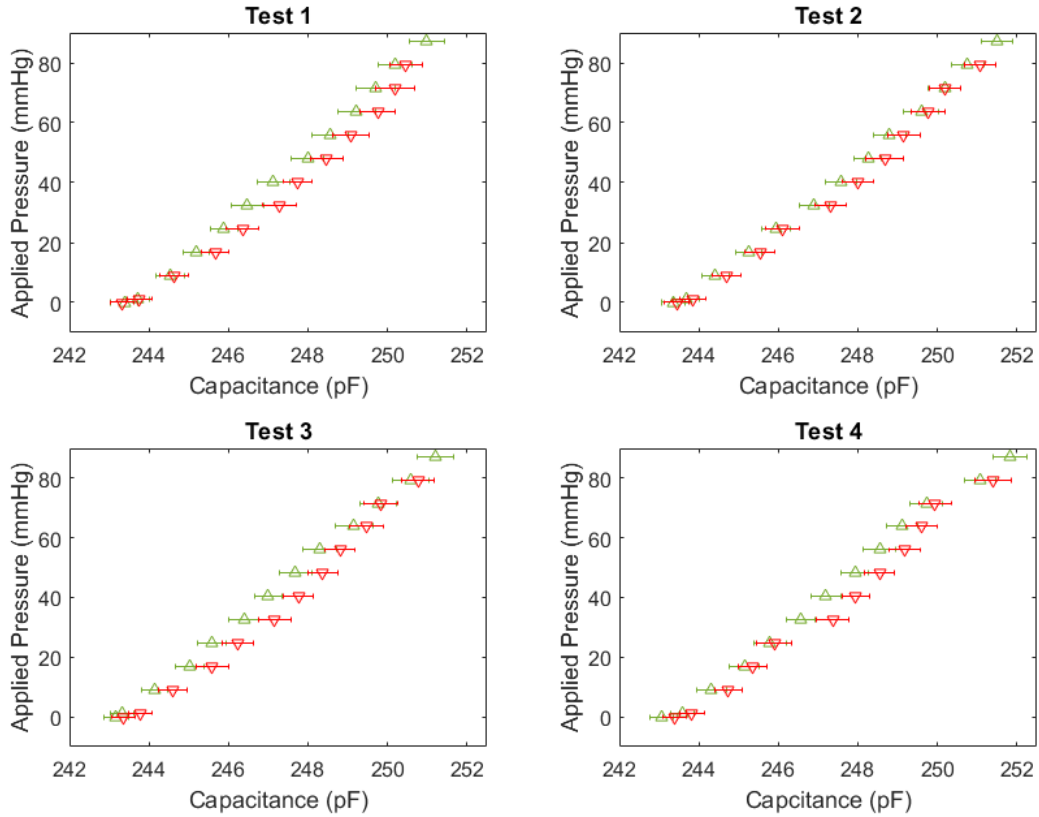 Test 1
Applied Pressure (mmHg)
80
60
40
20
0
242 244 246 248 250 252
Capacitance (pF)
Test 2
Applied Pressure (mmHg)
80
60
40
20
0
242 244 246 248 250 252
Capacitance (pF)
Test 3
Applied Pressure (mmHg)
80
60
40
20
0
242 244 246 248 250 252
Capacitance (pF)
Test 4
Applied Pressure (mmHg)
80
60
40
20
0
242 244 246 248 250 252
Capcitance (pF)